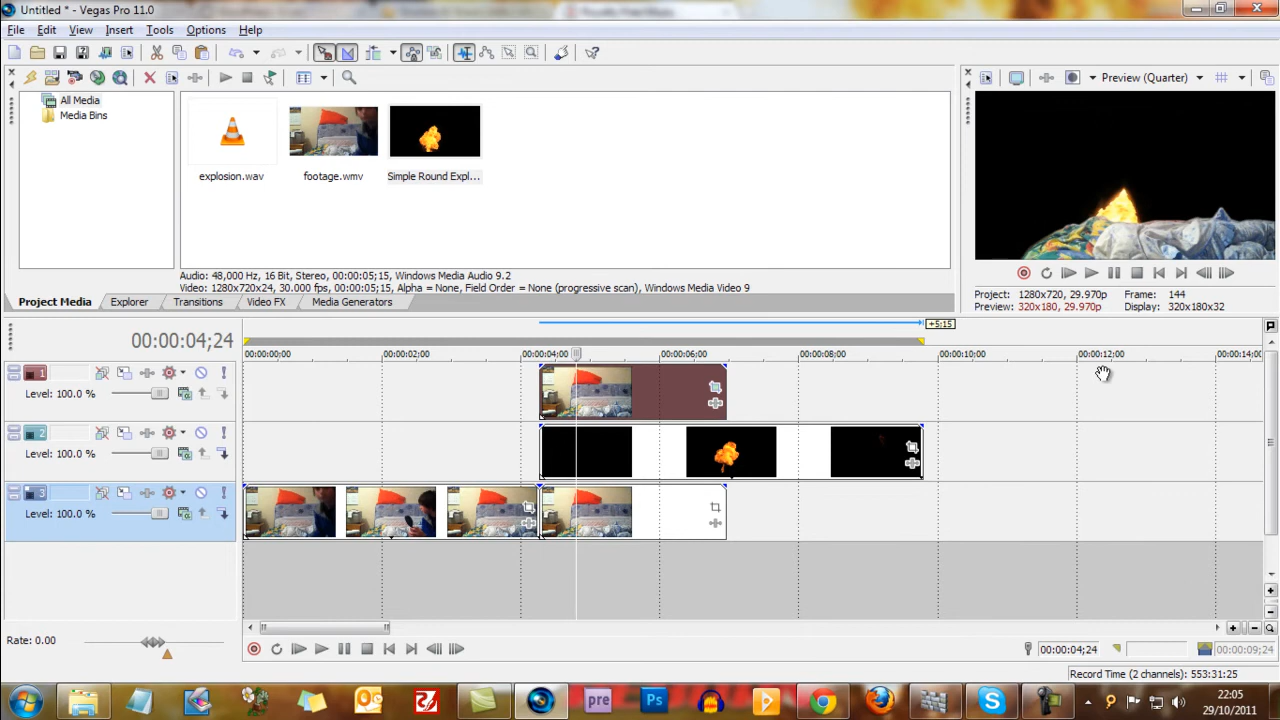 Untitled * - Vegas Pro 11.0
File Edit View Insert Tools Options Help
Preview (Quarter)
All Media
Media Bins
explosion.wav
footage.wmv
Simple Round Expl...
Audio: 48,000 Hz, 16 Bit, Stereo, 00:00:05;15, Windows Media Audio 9.2
Video: 1280x720x24, 30.000 fps, 00:00:05;15, Alpha = None, Field Order = None (progressive scan), Windows Media Video 9
Project: 1280x720, 29.970p Frame: 144
Preview: 320x180, 29.970p Display: 320x180x32
Project Media Explorer Transitions Video FX Media Generators
+5:15
00:00:04;24
00:00:00;00 00:00:02;00 00:00:04;00 00:00:06;00 00:00:08;00 00:00:10;00 00:00:12;00 00:00:14;00
1
Level: 100.0 %
2
Level: 100.0 %
3
Level: 100.0 %
Rate: 0.00
00:00:04;24 00:00:09;24
Record Time (2 channels): 553:31:25
pre Ps
22:05
29/10/2011